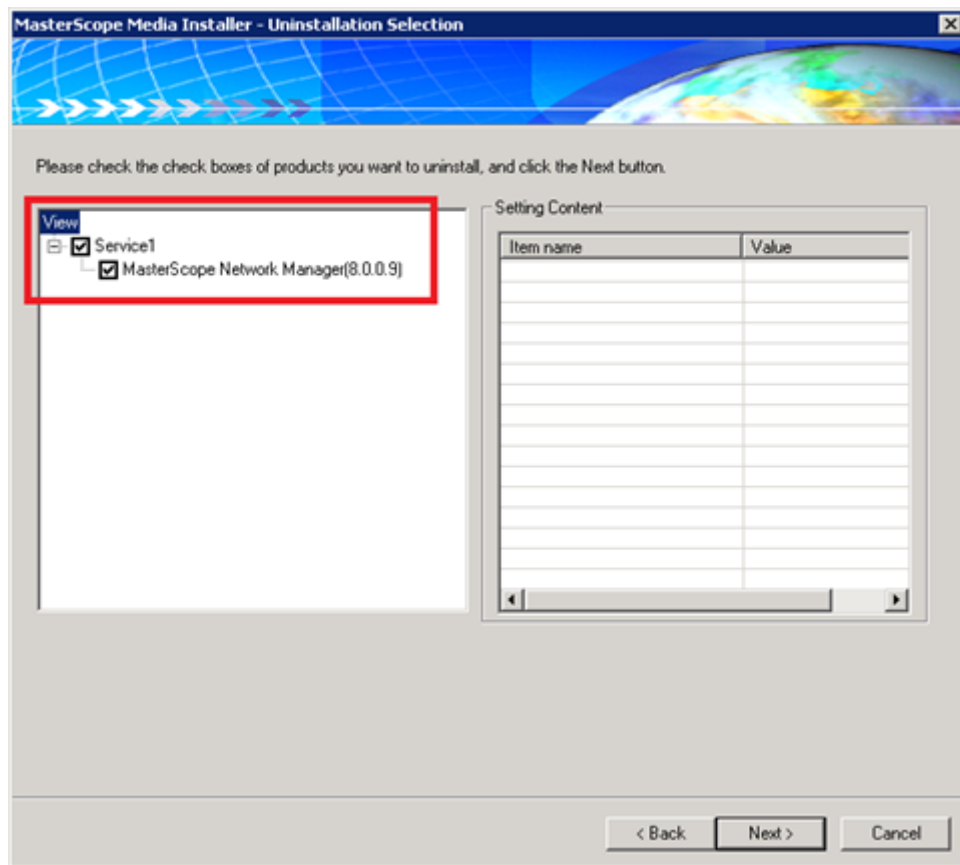 MasterScope Media Installer - Uninstallation Selection
Please check the check boxes of products you want to uninstall, and click the Next button.
View
Service1
MasterScope Network Manager(8.0.0.9)
Setting Content
Item name Value
< Back Next > Cancel